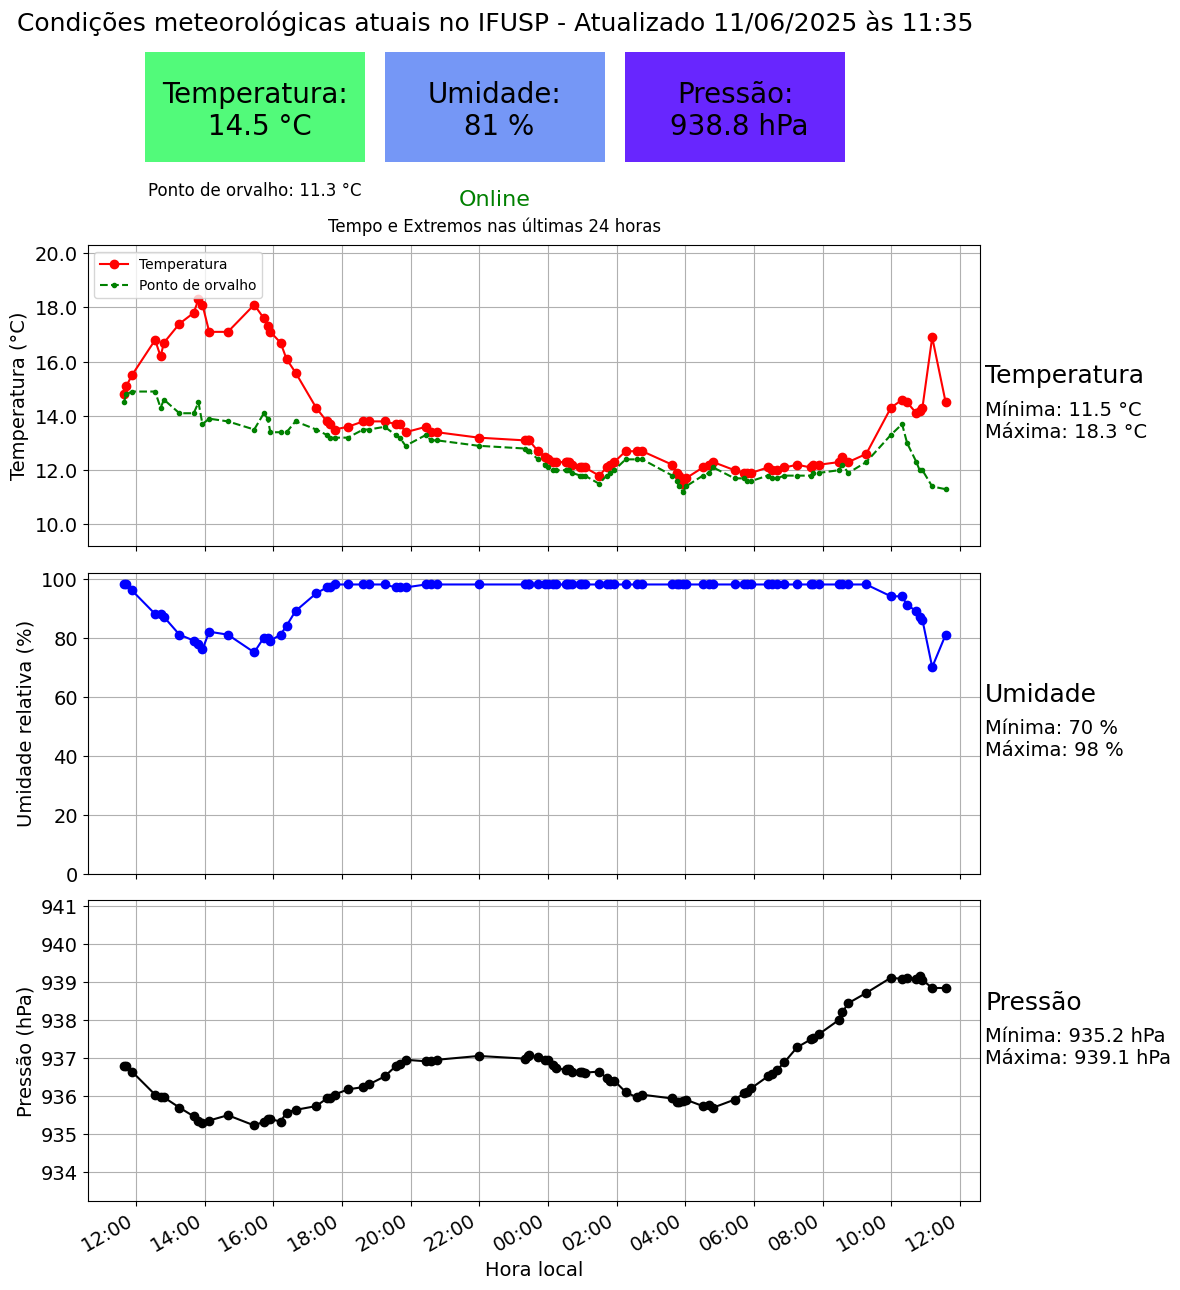 Condições meteorológicas atuais no IFUSP - Atualizado 11/06/2025 às 11:35
Temperatura:
14.5 °C
Umidade:
81 %
Pressão:
938.8 hPa
Ponto de orvalho: 11.3 °C
Online
Tempo e Extremos nas últimas 24 horas
Temperatura (°C)
20.0
18.0
16.0
14.0
12.0
10.0
Temperatura
Ponto de orvalho
Temperatura
Mínima: 11.5 °C
Máxima: 18.3 °C
Umidade relativa (%)
100
80
60
40
20
0
Umidade
Mínima: 70 %
Máxima: 98 %
Pressão (hPa)
941
940
939
938
937
936
935
934
Pressão
Mínima: 935.2 hPa
Máxima: 939.1 hPa
12:00
14:00
16:00
18:00
20:00
22:00
00:00
02:00
04:00
06:00
08:00
10:00
12:00
Hora local